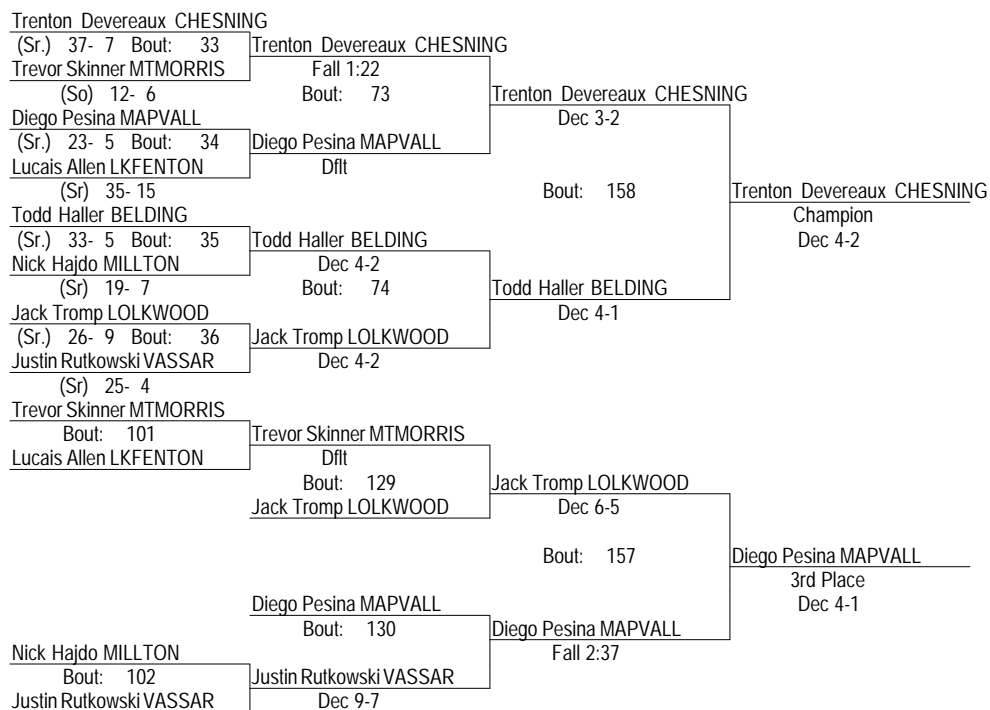 Trenton Devereaux CHESNING
(Sr.) 37- 7 Bout: 33 Trenton Devereaux CHESNING
Trevor Skinner MTMORRIS Fall 1:22
(So) 12- 6 Bout: 73 Trenton Devereaux CHESNING
Diego Pesina MAPVALL Dec 3-2
(Sr.) 23- 5 Bout: 34 Diego Pesina MAPVALL
Lucais Allen LKFENTON Dflt
(Sr) 35- 15 Bout: 158 Trenton Devereaux CHESNING
Todd Haller BELDING Champion
(Sr.) 33- 5 Bout: 35 Todd Haller BELDING Dec 4-2
Nick Hajdo MILLTON Dec 4-2
(Sr) 19- 7 Bout: 74 Todd Haller BELDING
Jack Tromp LOLKWOOD Dec 4-1
(Sr.) 26- 9 Bout: 36 Jack Tromp LOLKWOOD
Justin Rutkowski VASSAR Dec 4-2
(Sr) 25- 4
Trevor Skinner MTMORRIS
Bout: 101 Trevor Skinner MTMORRIS
Lucais Allen LKFENTON Dflt
Bout: 129 Jack Tromp LOLKWOOD
Jack Tromp LOLKWOOD Dec 6-5
Bout: 157 Diego Pesina MAPVALL
3rd Place
Diego Pesina MAPVALL Dec 4-1
Bout: 130 Diego Pesina MAPVALL
Nick Hajdo MILLTON Fall 2:37
Bout: 102 Justin Rutkowski VASSAR
Justin Rutkowski VASSAR Dec 9-7